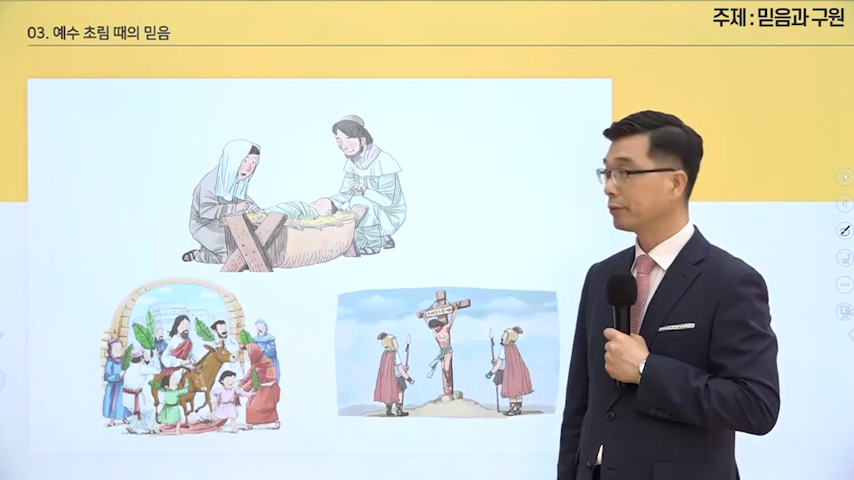 03. 예수 초림 때의 믿음
주제 : 믿음과 구원